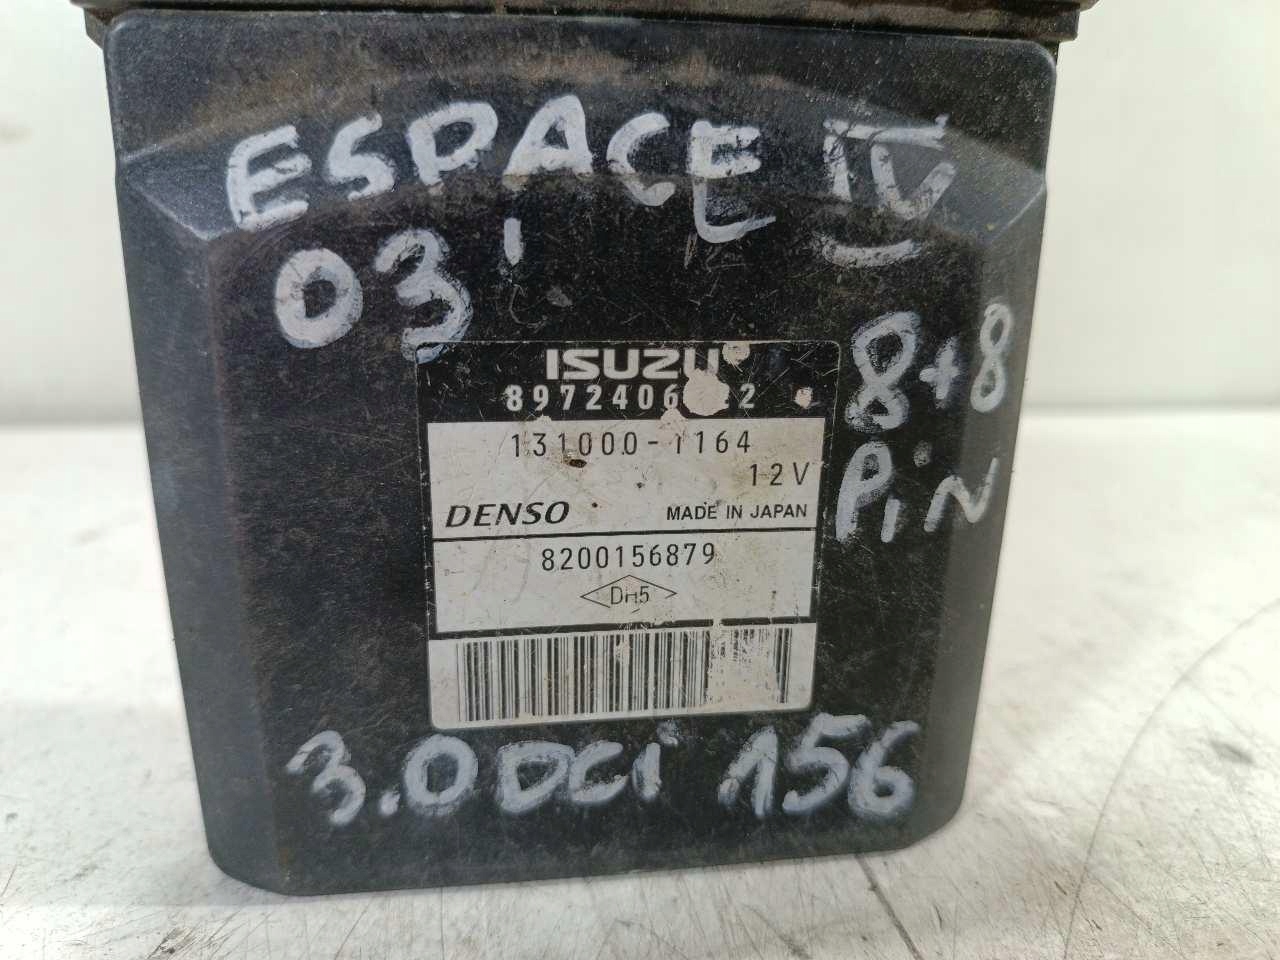 ESPACE IV
03'
8+8
PiN
ISUZU
131000-1164
12V
DENSO MADE IN JAPAN
8200156879
DH5
3.0 DCi 156